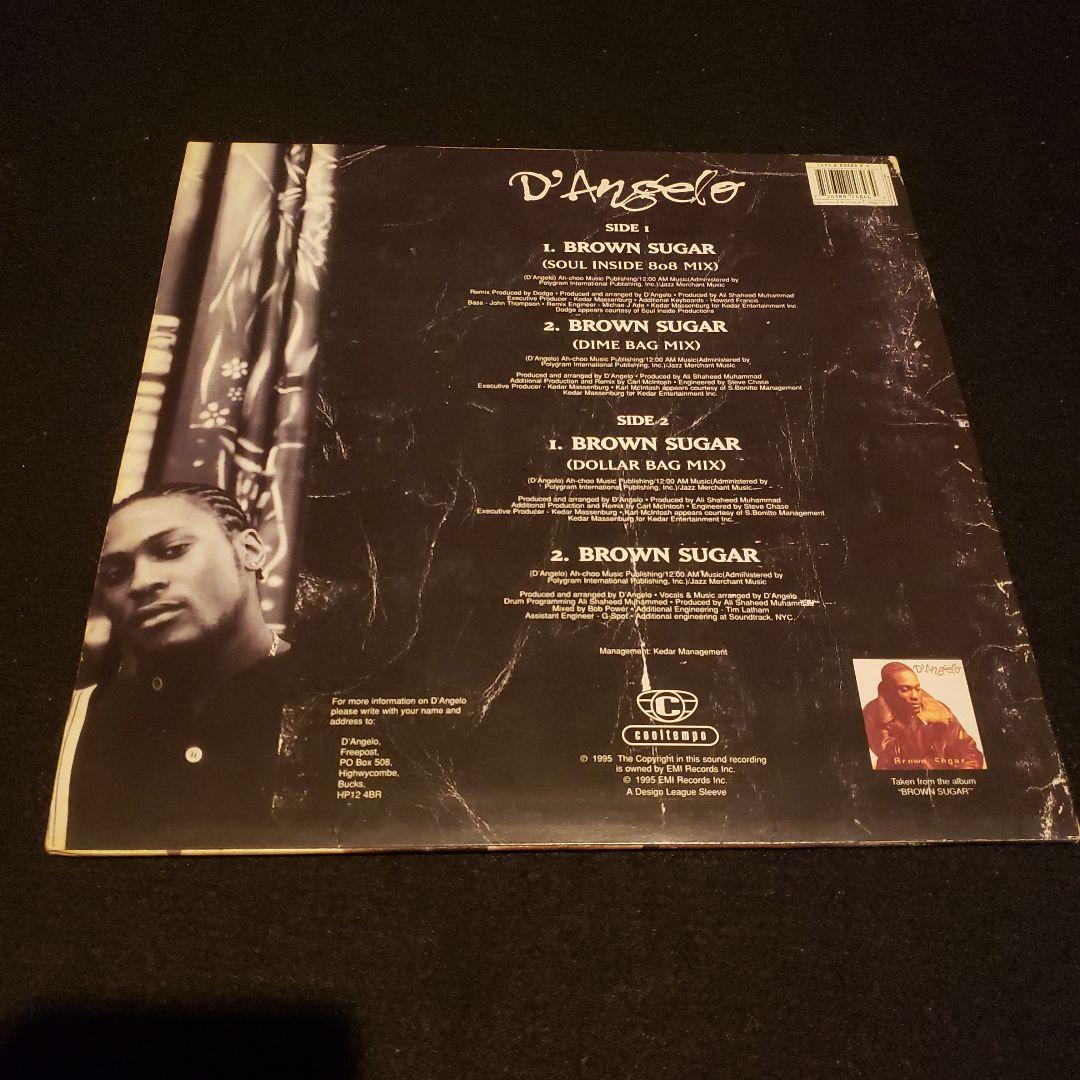 D'Angelo
SIDE 1
1. BROWN SUGAR
(SOUL INSIDE 808 MIX)
(D'Angelo) Ah-choo Music Publishing/12:00 AM Music(Administered by
Polygram International Publishing, Inc.)/Jazz Merchant Music
Remix Produced by Dodge • Produced and arranged by D'Angelo • Produced by Ali Shaheed Muhammad
Executive Producer - Kedar Massenburg • Additional Keyboards - Howard Francis
Bass - John Thompson • Remix Engineer - Michae J Ade • Kedar Massenburg for Kedar Entertainment Inc.
Dodge appears courtesy of Soul Inside Productions
2. BROWN SUGAR
(DIME BAG MIX)
(D'Angelo) Ah-choo Music Publishing/12:00 AM Music(Administered by
Polygram International Publishing, Inc.)/Jazz Merchant Music
Produced and arranged by D'Angelo • Produced by Ali Shaheed Muhammad
Additional Production and Remix by Carl McIntosh • Engineered by Steve Chase
Executive Producer - Kedar Massenburg • Karl McIntosh appears courtesy of S.Bonitto Management
Kedar Massenburg for Kedar Entertainment Inc.
SIDE 2
1. BROWN SUGAR
(DOLLAR BAG MIX)
(D'Angelo) Ah-choo Music Publishing/12:00 AM Music(Administered by
Polygram International Publishing, Inc.)/Jazz Merchant Music
Produced and arranged by D'Angelo • Produced by Ali Shaheed Muhammad
Additional Production and Remix by Carl McIntosh • Engineered by Steve Chase
Executive Producer - Kedar Massenburg • Karl McIntosh appears courtesy of S.Bonitto Management
Kedar Massenburg for Kedar Entertainment Inc.
2. BROWN SUGAR
(D'Angelo) Ah-choo Music Publishing/12:00 AM Music(Administered by
Polygram International Publishing, Inc.)/Jazz Merchant Music
Produced and arranged by D'Angelo • Vocals & Music arranged by D'Angelo
Drum Programming Ali Shaheed Muhammed • Produced by Ali Shaheed Muhammad
Mixed by Bob Power • Additional Engineering - Tim Latham
Assistant Engineer - G-Spot • Additional engineering at Soundtrack, NYC.
Management: Kedar Management
For more information on D'Angelo
please write with your name and
address to:
D'Angelo,
Freepost,
PO Box 508,
Highwycombe,
Bucks,
HP12 4BR
C
cooltempo
℗ 1995 The Copyright in this sound recording
is owned by EMI Records Inc.
© 1995 EMI Records Inc.
A Design League Sleeve
D'Angelo
Brown Sugar
Taken from the album
"BROWN SUGAR"